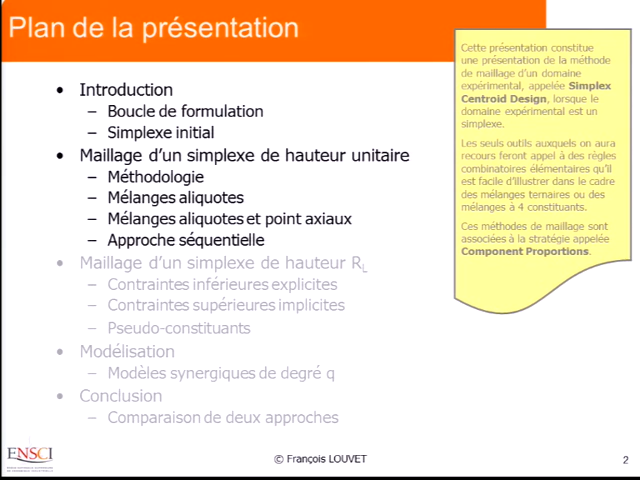 Plan de la présentation
• Introduction
– Boucle de formulation
– Simplexe initial
• Maillage d’un simplexe de hauteur unitaire
– Méthodologie
– Mélanges aliquotes
– Mélanges aliquotes et point axiaux
– Approche séquentielle
• Maillage d’un simplexe de hauteur RL
– Contraintes inférieures explicites
– Contraintes supérieures implicites
– Pseudo-constituants
• Modélisation
– Modèles synergiques de degré q
• Conclusion
– Comparaison de deux approches
Cette présentation constitue
une présentation de la méthode
de maillage d’un domaine
expérimental, appelée Simplex
Centroid Design, lorsque le
domaine expérimental est un
simplexe.
Les seuls outils auxquels on aura
recours feront appel à des règles
combinatoires élémentaires qu’il
est facile d’illustrer dans le cadre
des mélanges ternaires ou des
mélanges à 4 constituants.
Ces méthodes de maillage sont
associées à la stratégie appelée
Component Proportions.
ENSCI
© François LOUVET
2